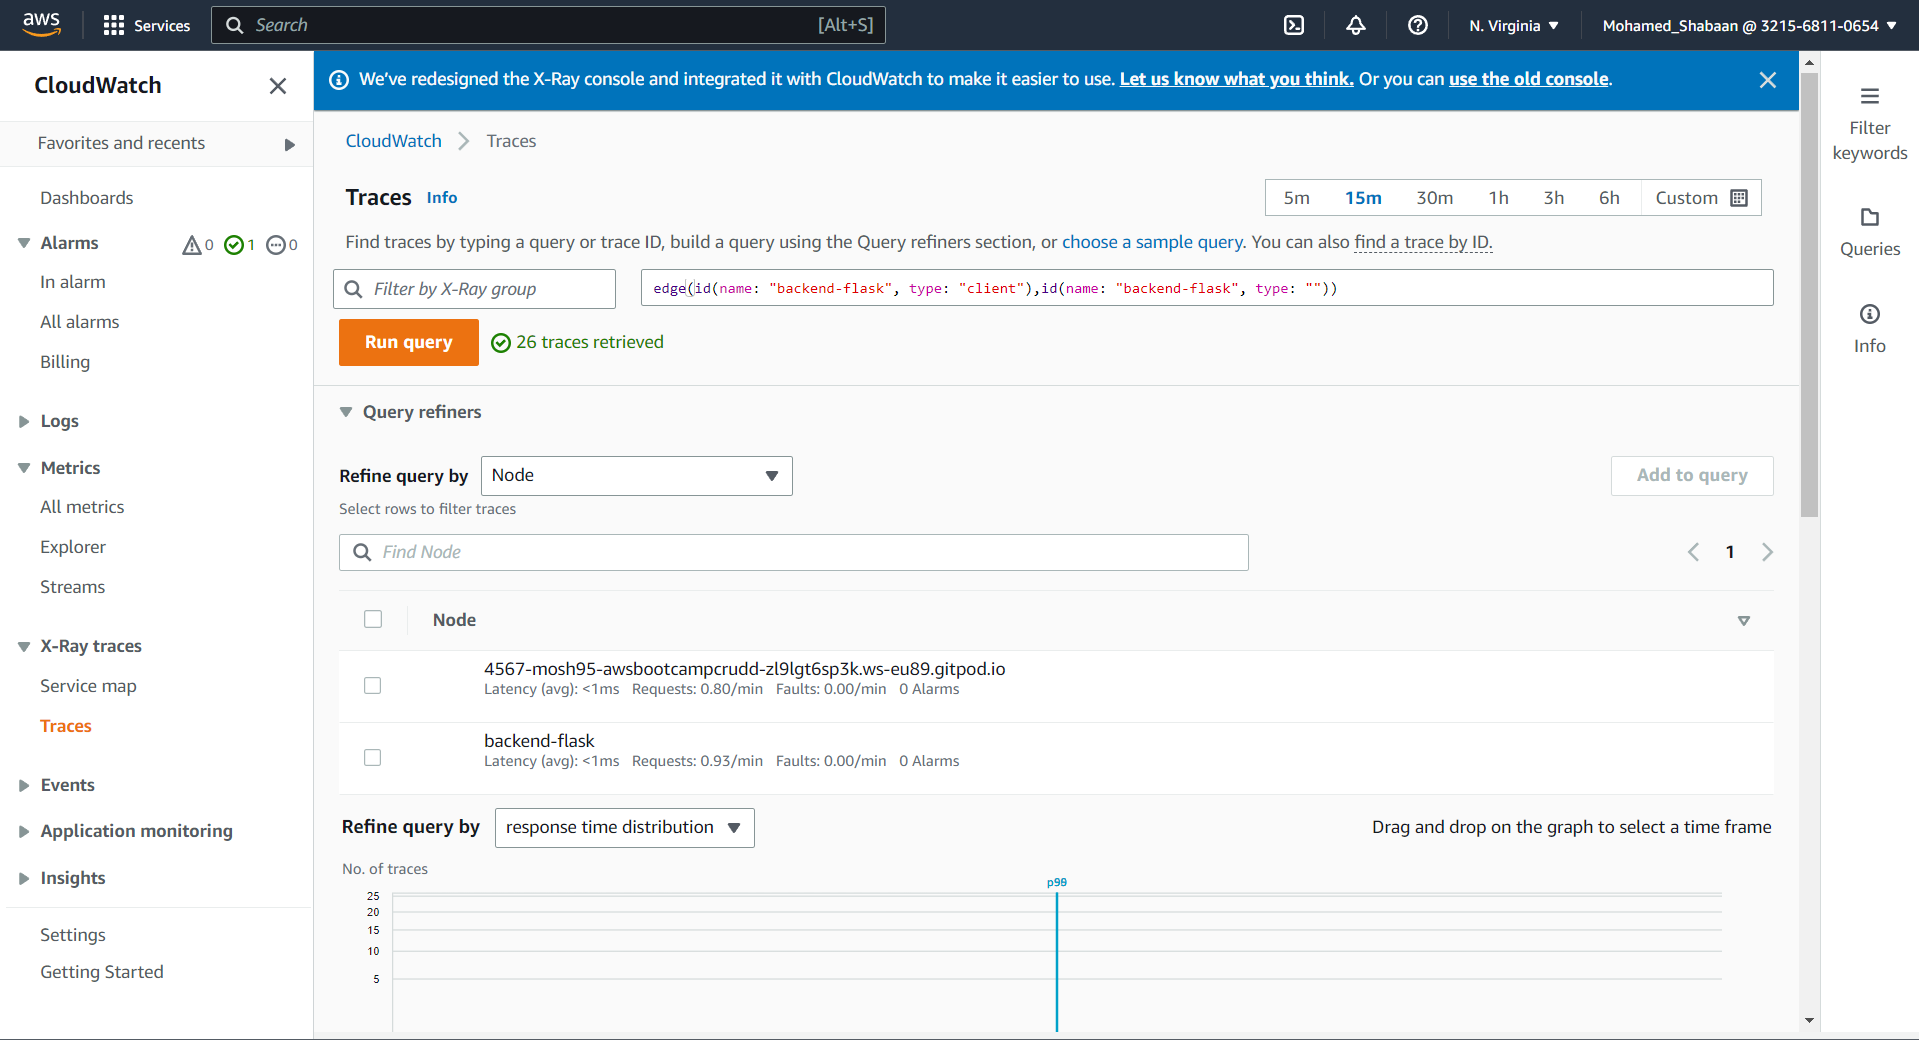 aws
Services
Search
[Alt+S]
N. Virginia
Mohamed_Shabaan @ 3215-6811-0654
CloudWatch
Favorites and recents
Dashboards
Alarms
0
1
0
In alarm
All alarms
Billing
Logs
Metrics
All metrics
Explorer
Streams
X-Ray traces
Service map
Traces
Events
Application monitoring
Insights
Settings
Getting Started
We've redesigned the X-Ray console and integrated it with CloudWatch to make it easier to use. Let us know what you think. Or you can use the old console.
CloudWatch
Traces
Traces
Info
5m
15m
30m
1h
3h
6h
Custom
Find traces by typing a query or trace ID, build a query using the Query refiners section, or choose a sample query. You can also find a trace by ID.
Filter by X-Ray group
edge(id(name: "backend-flask", type: "client"),id(name: "backend-flask", type: ""))
Run query
26 traces retrieved
Query refiners
Refine query by
Node
Add to query
Select rows to filter traces
Find Node
1
Node
4567-mosh95-awsbootcampcrudd-zl9lgt6sp3k.ws-eu89.gitpod.io
Latency (avg): <1ms Requests: 0.80/min Faults: 0.00/min 0 Alarms
backend-flask
Latency (avg): <1ms Requests: 0.93/min Faults: 0.00/min 0 Alarms
Refine query by
response time distribution
Drag and drop on the graph to select a time frame
No. of traces
25
20
15
10
5
Filter
keywords
Queries
Info